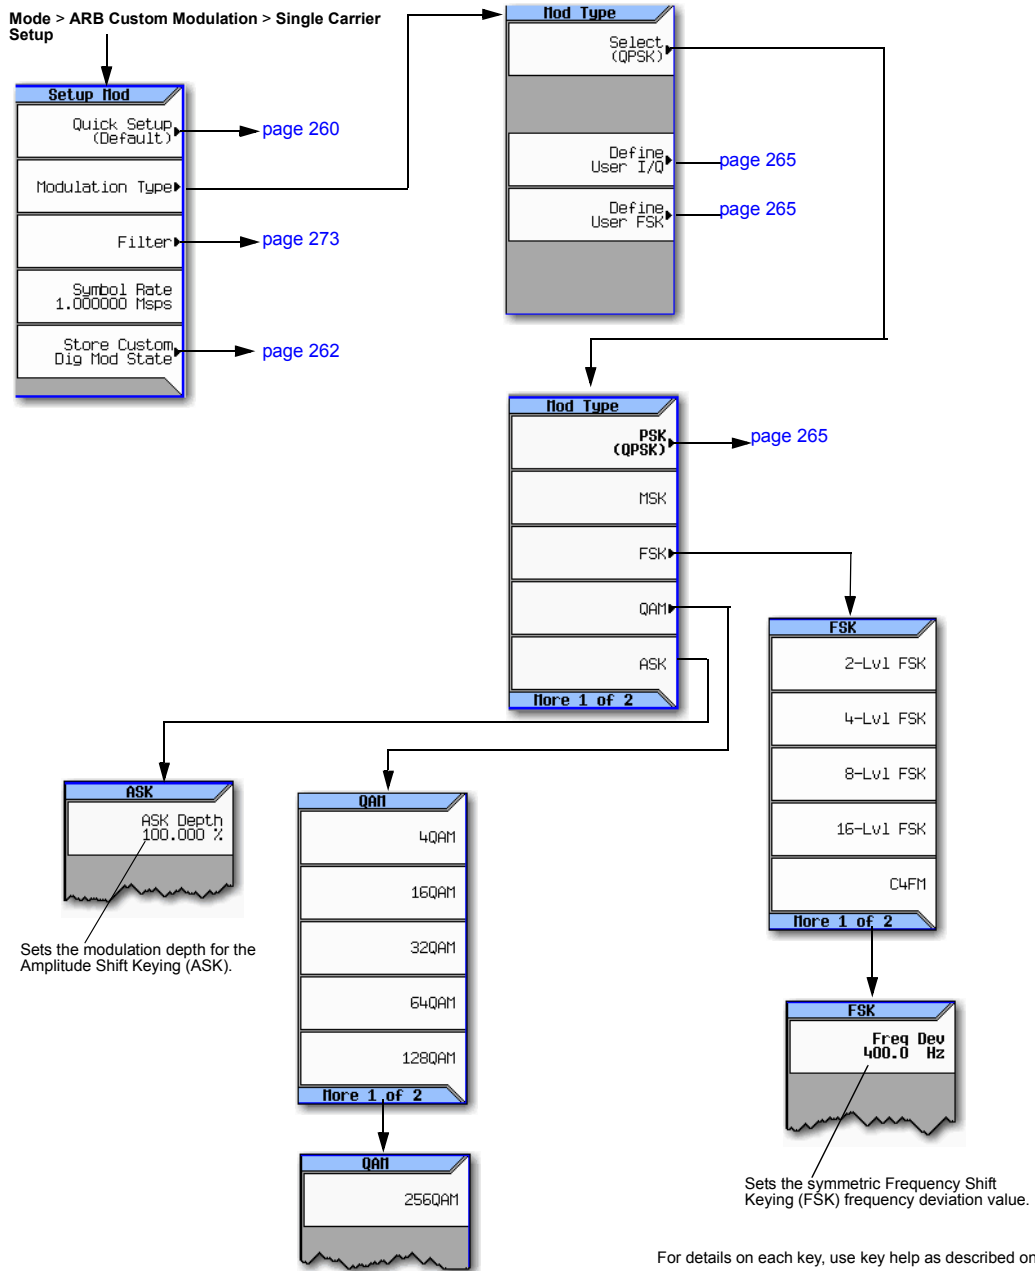 Mode > ARB Custom Modulation > Single Carrier
Setup
Setup Mod
Quick Setup
(Default)
page 260
Modulation Type
Filter
page 273
Symbol Rate
1.000000 Msps
Store Custom
Dig Mod State
page 262
Mod Type
Select
(QPSK)
Define
User I/Q
page 265
Define
User FSK
page 265
Mod Type
PSK
(QPSK)
page 265
MSK
FSK
QAM
ASK
More 1 of 2
FSK
2-Lvl FSK
4-Lvl FSK
8-Lvl FSK
16-Lvl FSK
C4FM
More 1 of 2
ASK
ASK Depth
100.000 %
Sets the modulation depth for the
Amplitude Shift Keying (ASK).
QAM
4QAM
16QAM
32QAM
64QAM
128QAM
More 1 of 2
QAM
256QAM
FSK
Freq Dev
400.0 Hz
Sets the symmetric Frequency Shift
Keying (FSK) frequency deviation value.
For details on each key, use key help as described on